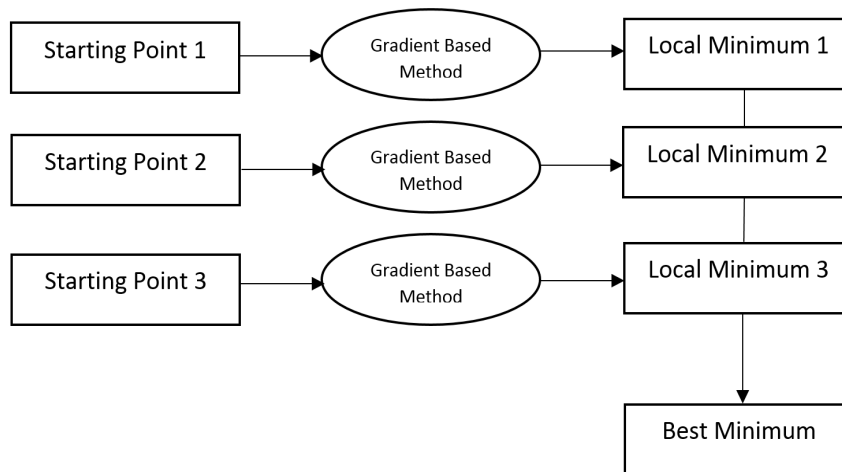 Starting Point 1
Gradient Based
Method
Local Minimum 1
Starting Point 2
Gradient Based
Method
Local Minimum 2
Starting Point 3
Gradient Based
Method
Local Minimum 3
Best Minimum